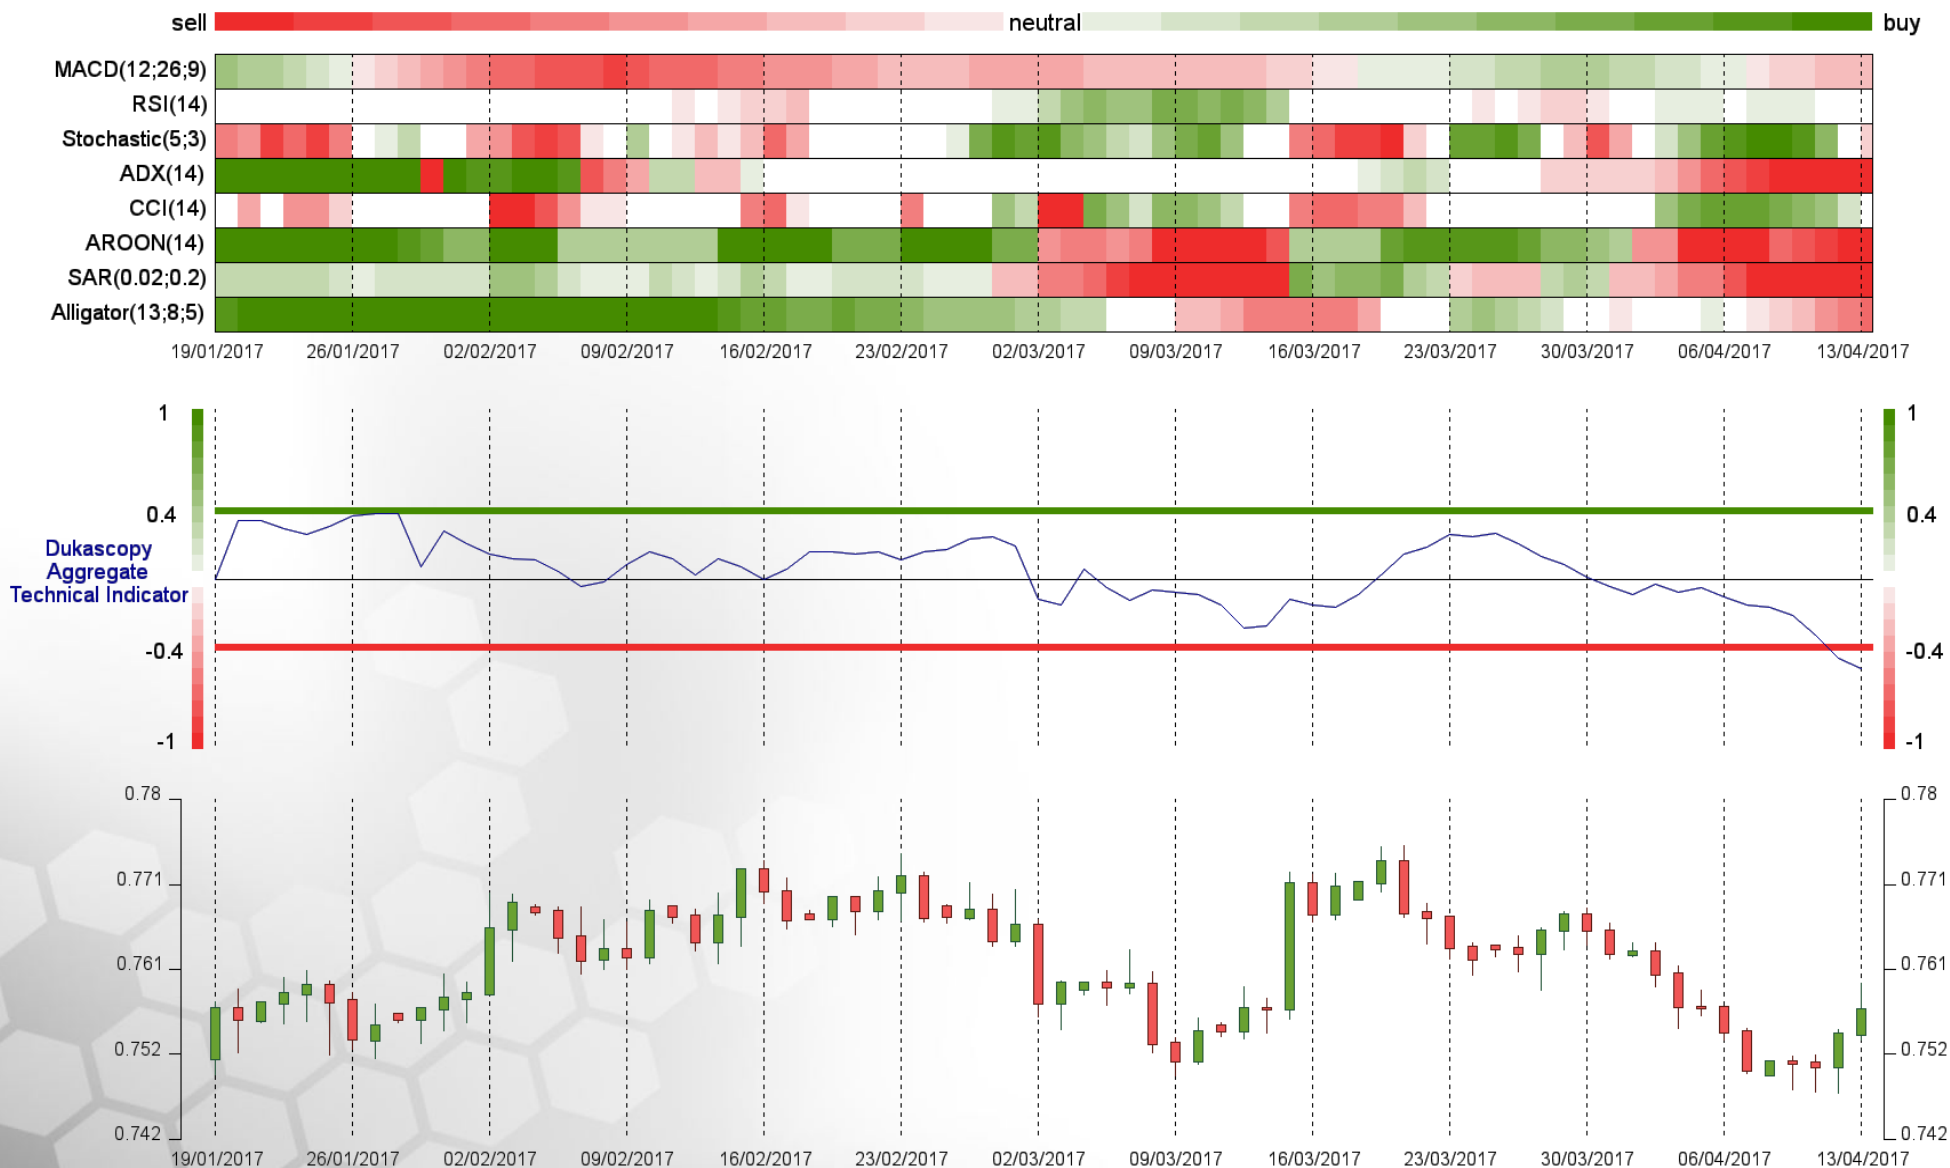 sell neutral buy
MACD(12;26;9)
RSI(14)
Stochastic(5;3)
ADX(14)
CCI(14)
AROON(14)
SAR(0.02;0.2)
Alligator(13;8;5)
19/01/2017 26/01/2017 02/02/2017 09/02/2017 16/02/2017 23/02/2017 02/03/2017 09/03/2017 16/03/2017 23/03/2017 30/03/2017 06/04/2017 13/04/2017
1 1
0.4 0.4
Dukascopy
Aggregate
Technical Indicator
-0.4 -0.4
-1 -1
0.78 0.78
0.771 0.771
0.761 0.761
0.752 0.752
0.742 0.742
19/01/2017 26/01/2017 02/02/2017 09/02/2017 16/02/2017 23/02/2017 02/03/2017 09/03/2017 16/03/2017 23/03/2017 30/03/2017 06/04/2017 13/04/2017